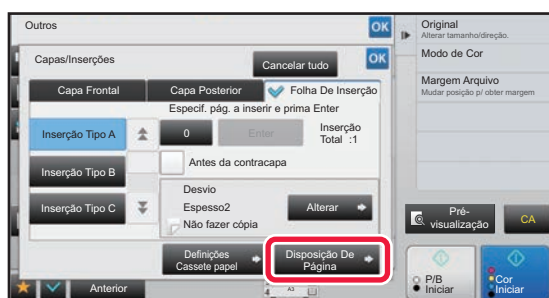 Outros
OK
Capas/Inserções
Cancelar tudo
OK
Capa Frontal
Capa Posterior
Folha De Inserção
Especif. pág. a inserir e prima Enter
Inserção Tipo A
0
Enter
Inserção
Total :1
Inserção Tipo B
Antes da contracapa
Inserção Tipo C
Desvio
Espesso2
Não fazer cópia
Alterar
Definições
Cassete papel
Disposição De
Página
Anterior
A3
Original
Alterar tamanho/direção.
Modo de Cor
Margem Arquivo
Mudar posição p/ obter margem
Pré-
visualização
CA
P/B
Iniciar
Cor
Iniciar